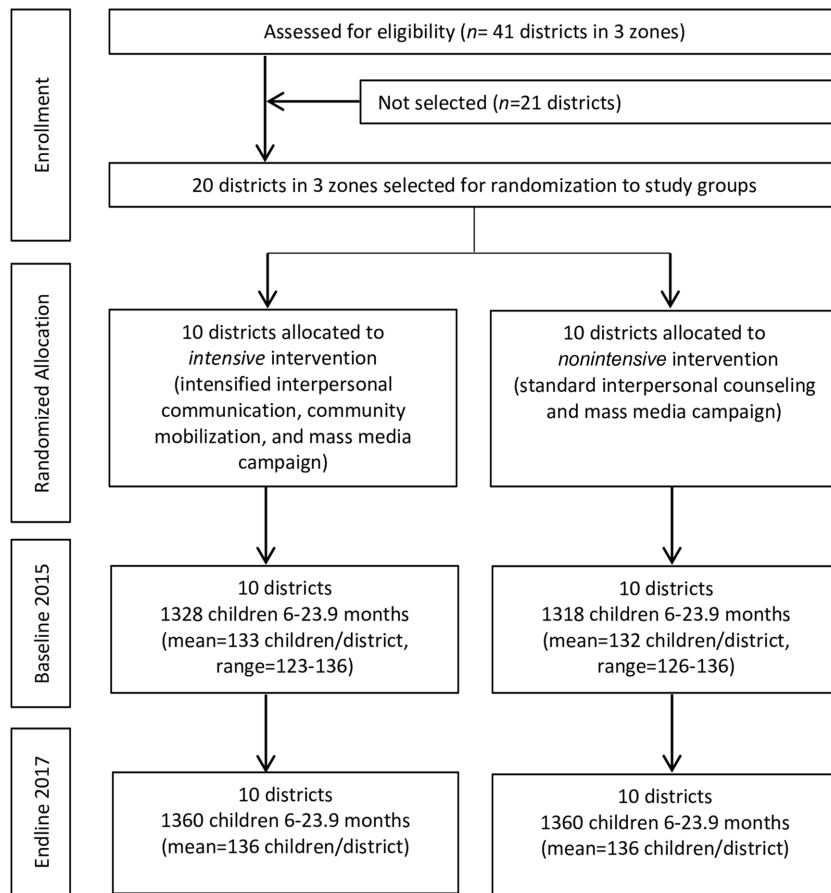 Enrollment
Assessed for eligibility (n= 41 districts in 3 zones)
Not selected (n=21 districts)
20 districts in 3 zones selected for randomization to study groups
Randomized Allocation
10 districts allocated to
intensive intervention
(intensified interpersonal
communication, community
mobilization, and mass media
campaign)
10 districts allocated to
nonintensive intervention
(standard interpersonal counseling
and mass media campaign)
Baseline 2015
10 districts
1328 children 6-23.9 months
(mean=133 children/district,
range=123-136)
10 districts
1318 children 6-23.9 months
(mean=132 children/district,
range=126-136)
Endline 2017
10 districts
1360 children 6-23.9 months
(mean=136 children/district)
10 districts
1360 children 6-23.9 months
(mean=136 children/district)